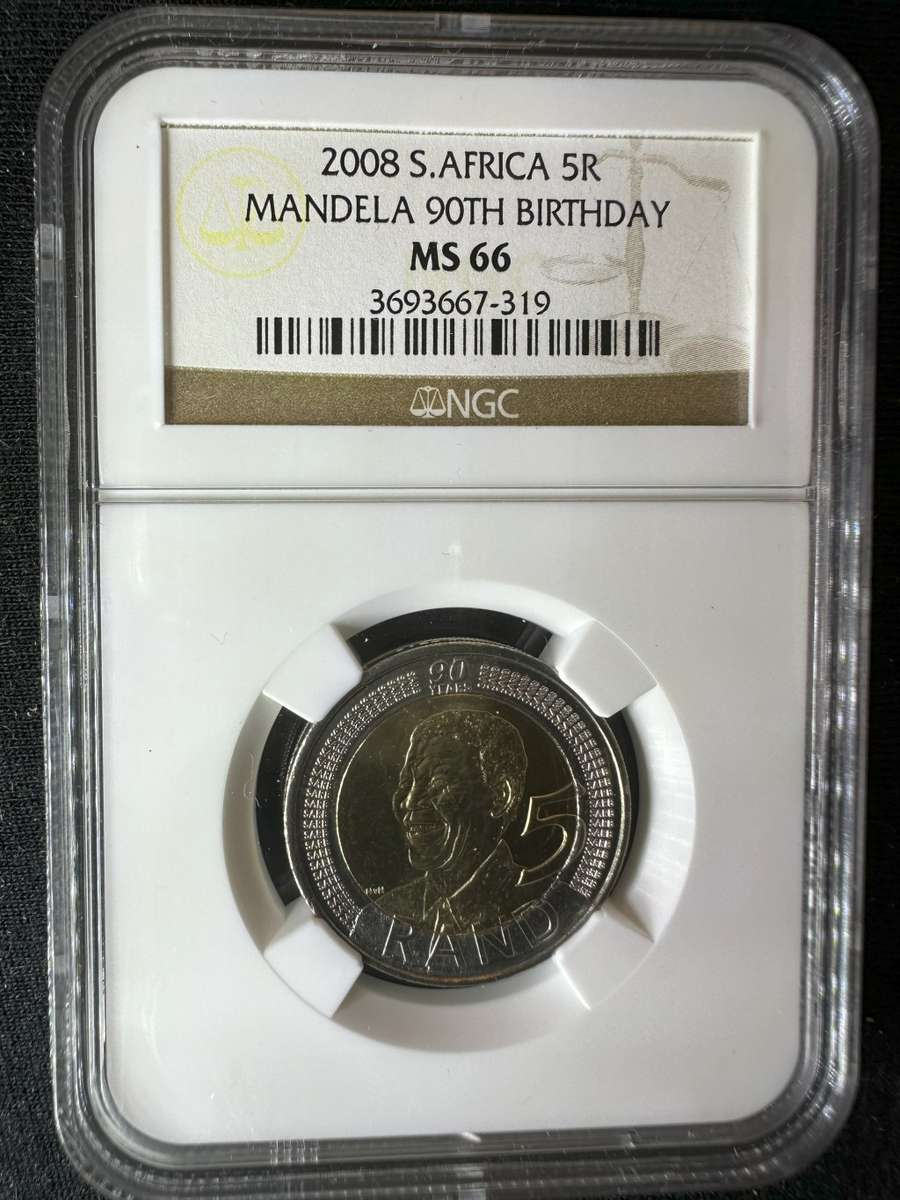 2008 S.AFRICA 5R
MANDELA 90TH BIRTHDAY
MS 66
3693667-319
NGC
90
YEARS
5
RAND